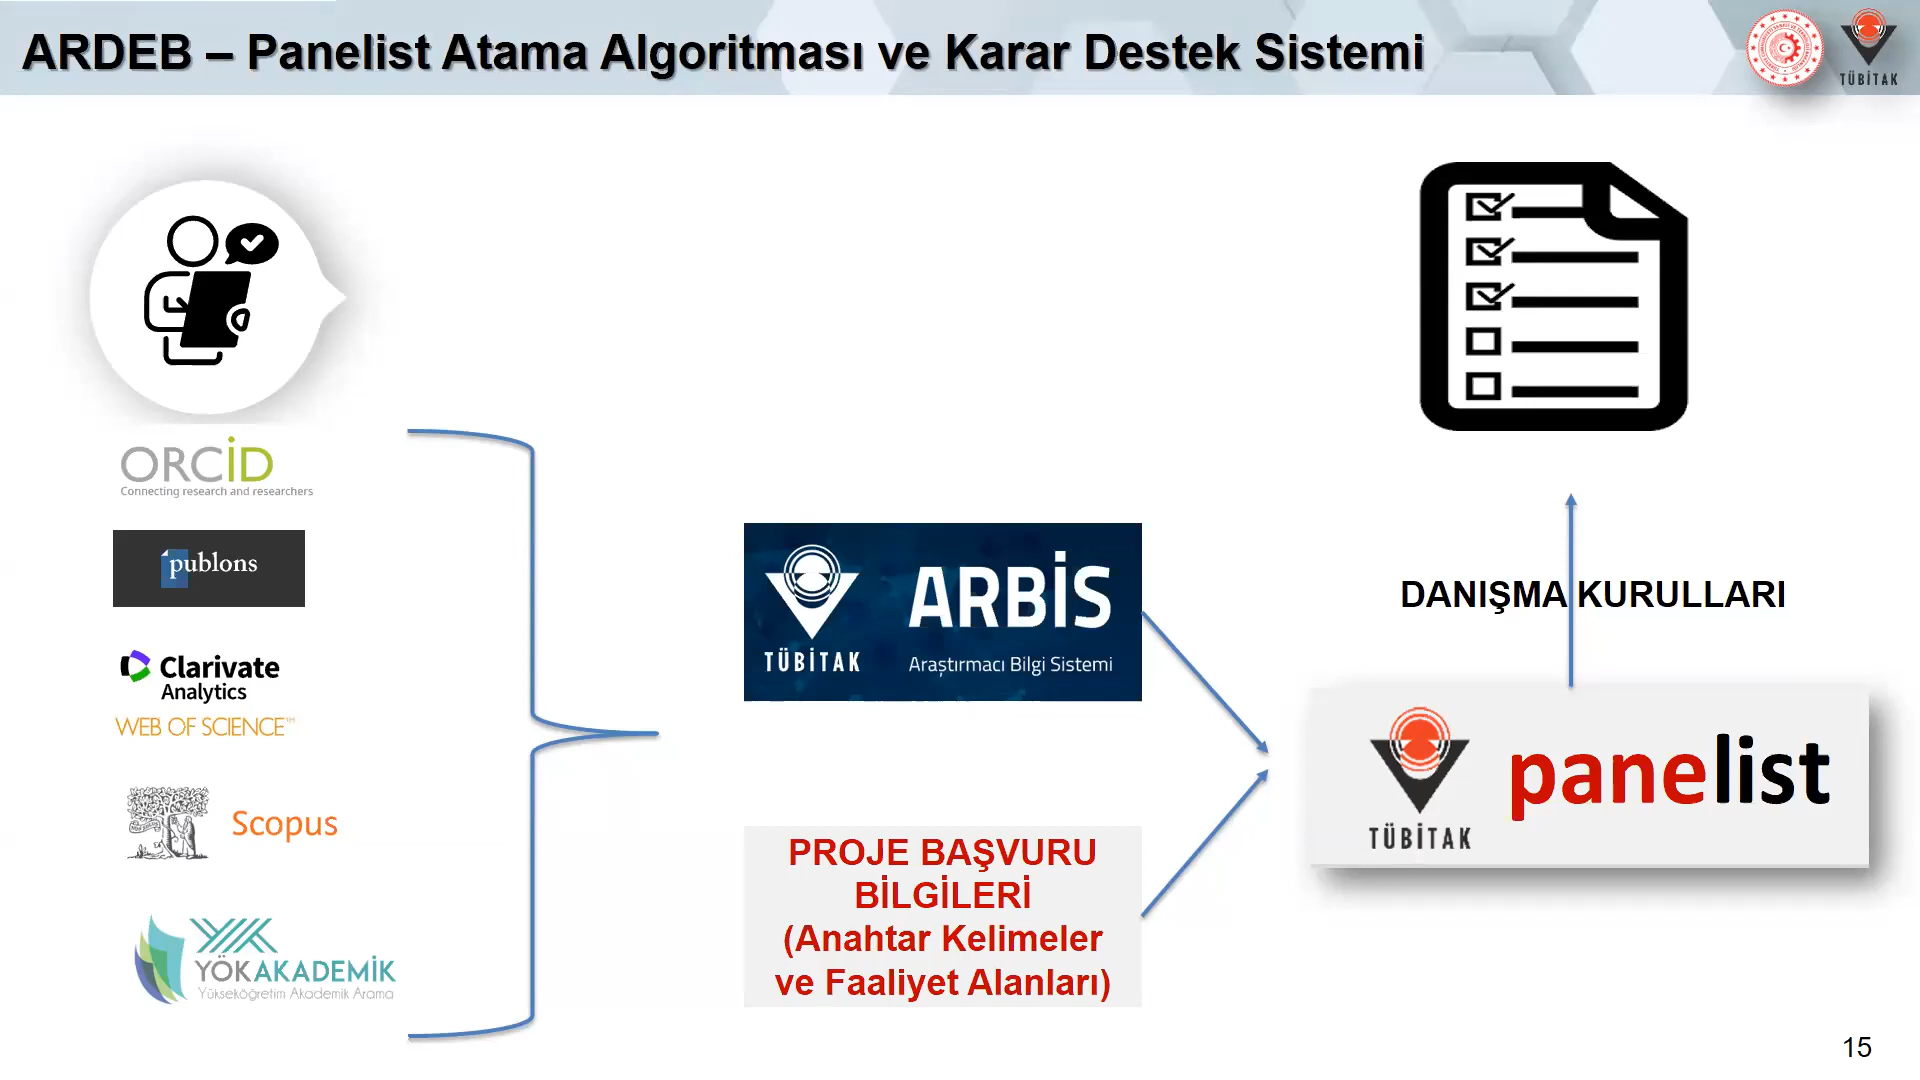 ARDEB – Panelist Atama Algoritması ve Karar Destek Sistemi
TÜBİTAK
ORCİD
Connecting research and researchers
publons
Clarivate
Analytics
WEB OF SCIENCE™
Scopus
YÖKAKADEMİK
Yükseköğretim Akademik Arama
ARBİS
TÜBİTAK
Araştırmacı Bilgi Sistemi
PROJE BAŞVURU
BİLGİLERİ
(Anahtar Kelimeler
ve Faaliyet Alanları)
DANIŞMA KURULLARI
panelist
TÜBİTAK
15